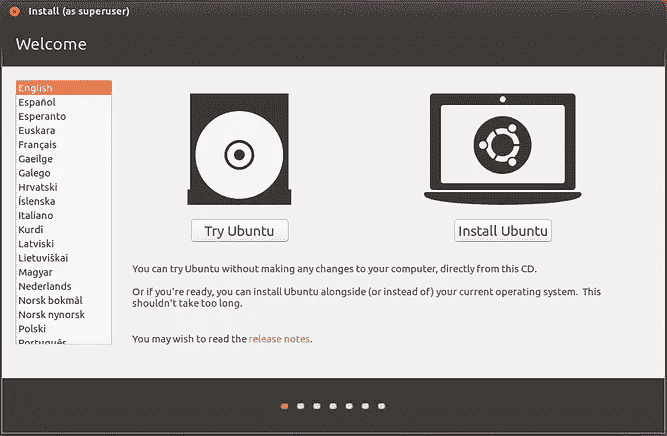 Install (as superuser)
Welcome
English
Español
Esperanto
Euskara
Français
Gaeilge
Galego
Hrvatski
Íslenska
Italiano
Kurdî
Latviski
Lietuviškai
Magyar
Nederlands
Norsk bokmål
Norsk nynorsk
Polski
Português
Try Ubuntu
Install Ubuntu
You can try Ubuntu without making any changes to your computer, directly from this CD.
Or if you're ready, you can install Ubuntu alongside (or instead of) your current operating system. This
shouldn't take too long.
You may wish to read the release notes.